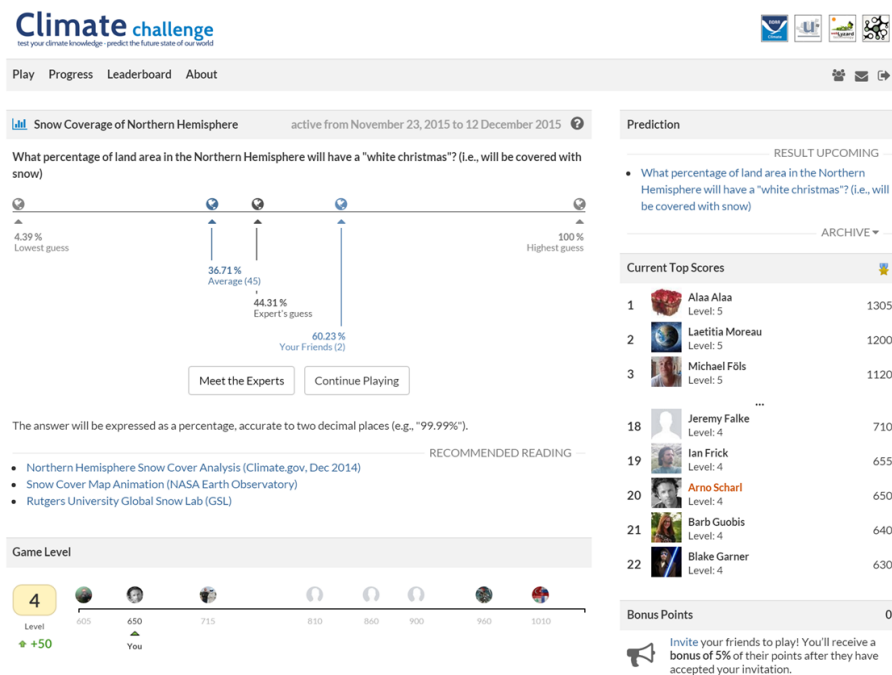 Climate challenge
test your climate knowledge - predict the future state of our world
Play Progress Leaderboard About
Snow Coverage of Northern Hemisphere active from November 23, 2015 to 12 December 2015
What percentage of land area in the Northern Hemisphere will have a "white christmas"? (i.e., will be covered with
snow)
4.39 %
Lowest guess
100 %
Highest guess
36.71 %
Average (45)
44.31 %
Expert's guess
60.23 %
Your Friends (2)
Meet the Experts Continue Playing
The answer will be expressed as a percentage, accurate to two decimal places (e.g., "99.99%").
RECOMMENDED READING
Northern Hemisphere Snow Cover Analysis (Climate.gov, Dec 2014)
Snow Cover Map Animation (NASA Earth Observatory)
Rutgers University Global Snow Lab (GSL)
Game Level
4
Level
+50
605 650 715 810 860 900 960 1010
You
Prediction
RESULT UPCOMING
What percentage of land area in the Northern
Hemisphere will have a "white christmas"? (i.e., will
be covered with snow)
ARCHIVE
Current Top Scores
1 Alaa Alaa 1305
Level: 5
2 Laetitia Moreau 1200
Level: 5
3 Michael Föls 1120
Level: 5
...
18 Jeremy Falke 710
Level: 4
19 Ian Frick 655
Level: 4
20 Arno Scharl 650
Level: 4
21 Barb Guobis 640
Level: 4
22 Blake Garner 630
Level: 4
Bonus Points 0
Invite your friends to play! You'll receive a
bonus of 5% of their points after they have
accepted your invitation.